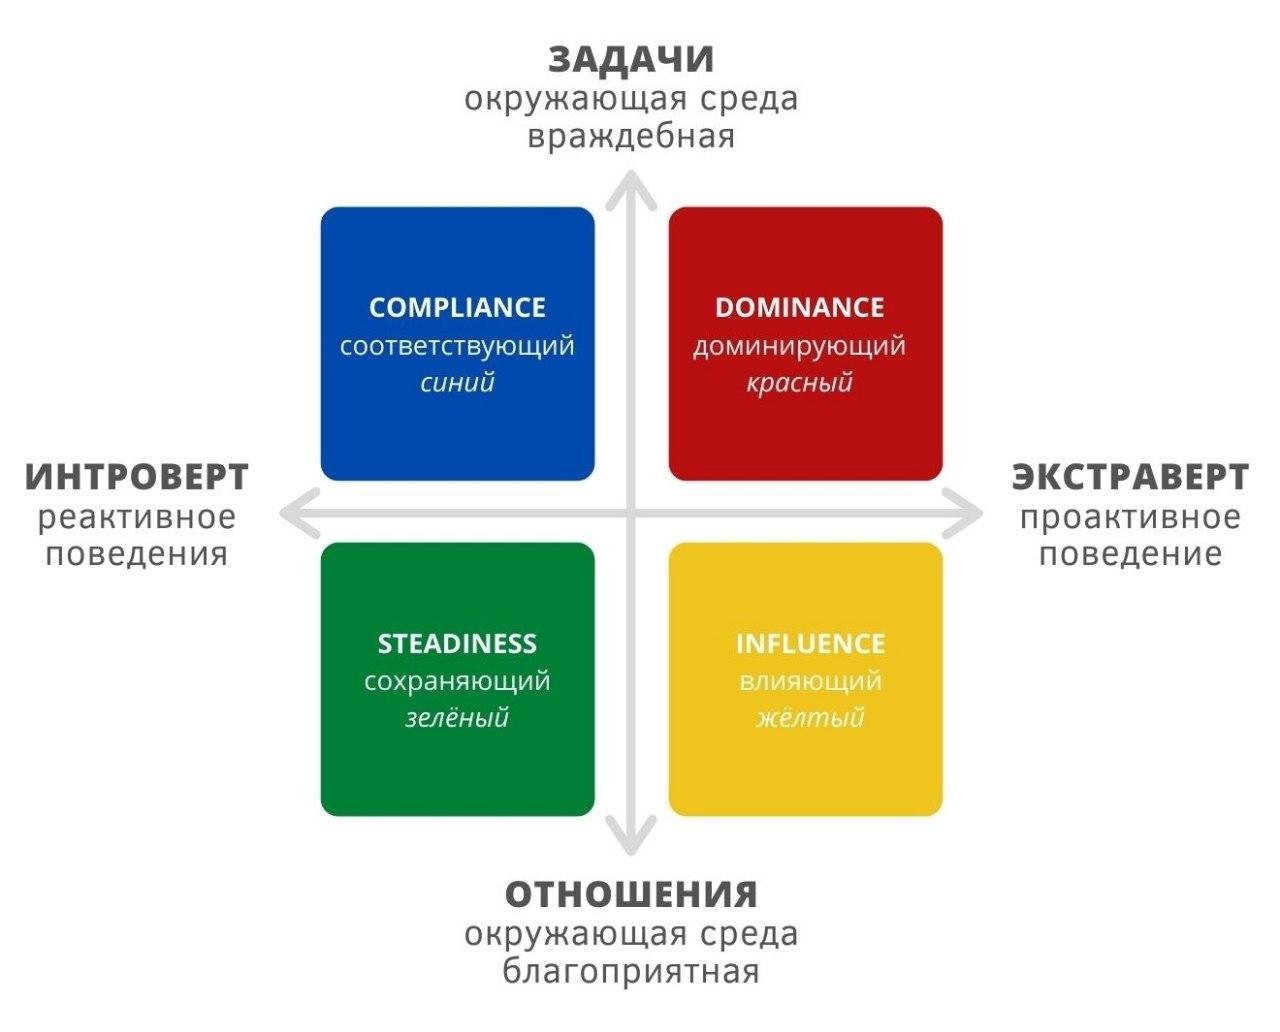 ЗАДАЧИ
окружающая среда
враждебная
COMPLIANCE
соответствующий
синий
DOMINANCE
доминирующий
красный
ИНТРОВЕРТ
реактивное
поведения
ЭКСТРАВЕРТ
проактивное
поведение
STEADINESS
сохраняющий
зелёный
INFLUENCE
влияющий
жёлтый
ОТНОШЕНИЯ
окружающая среда
благоприятная